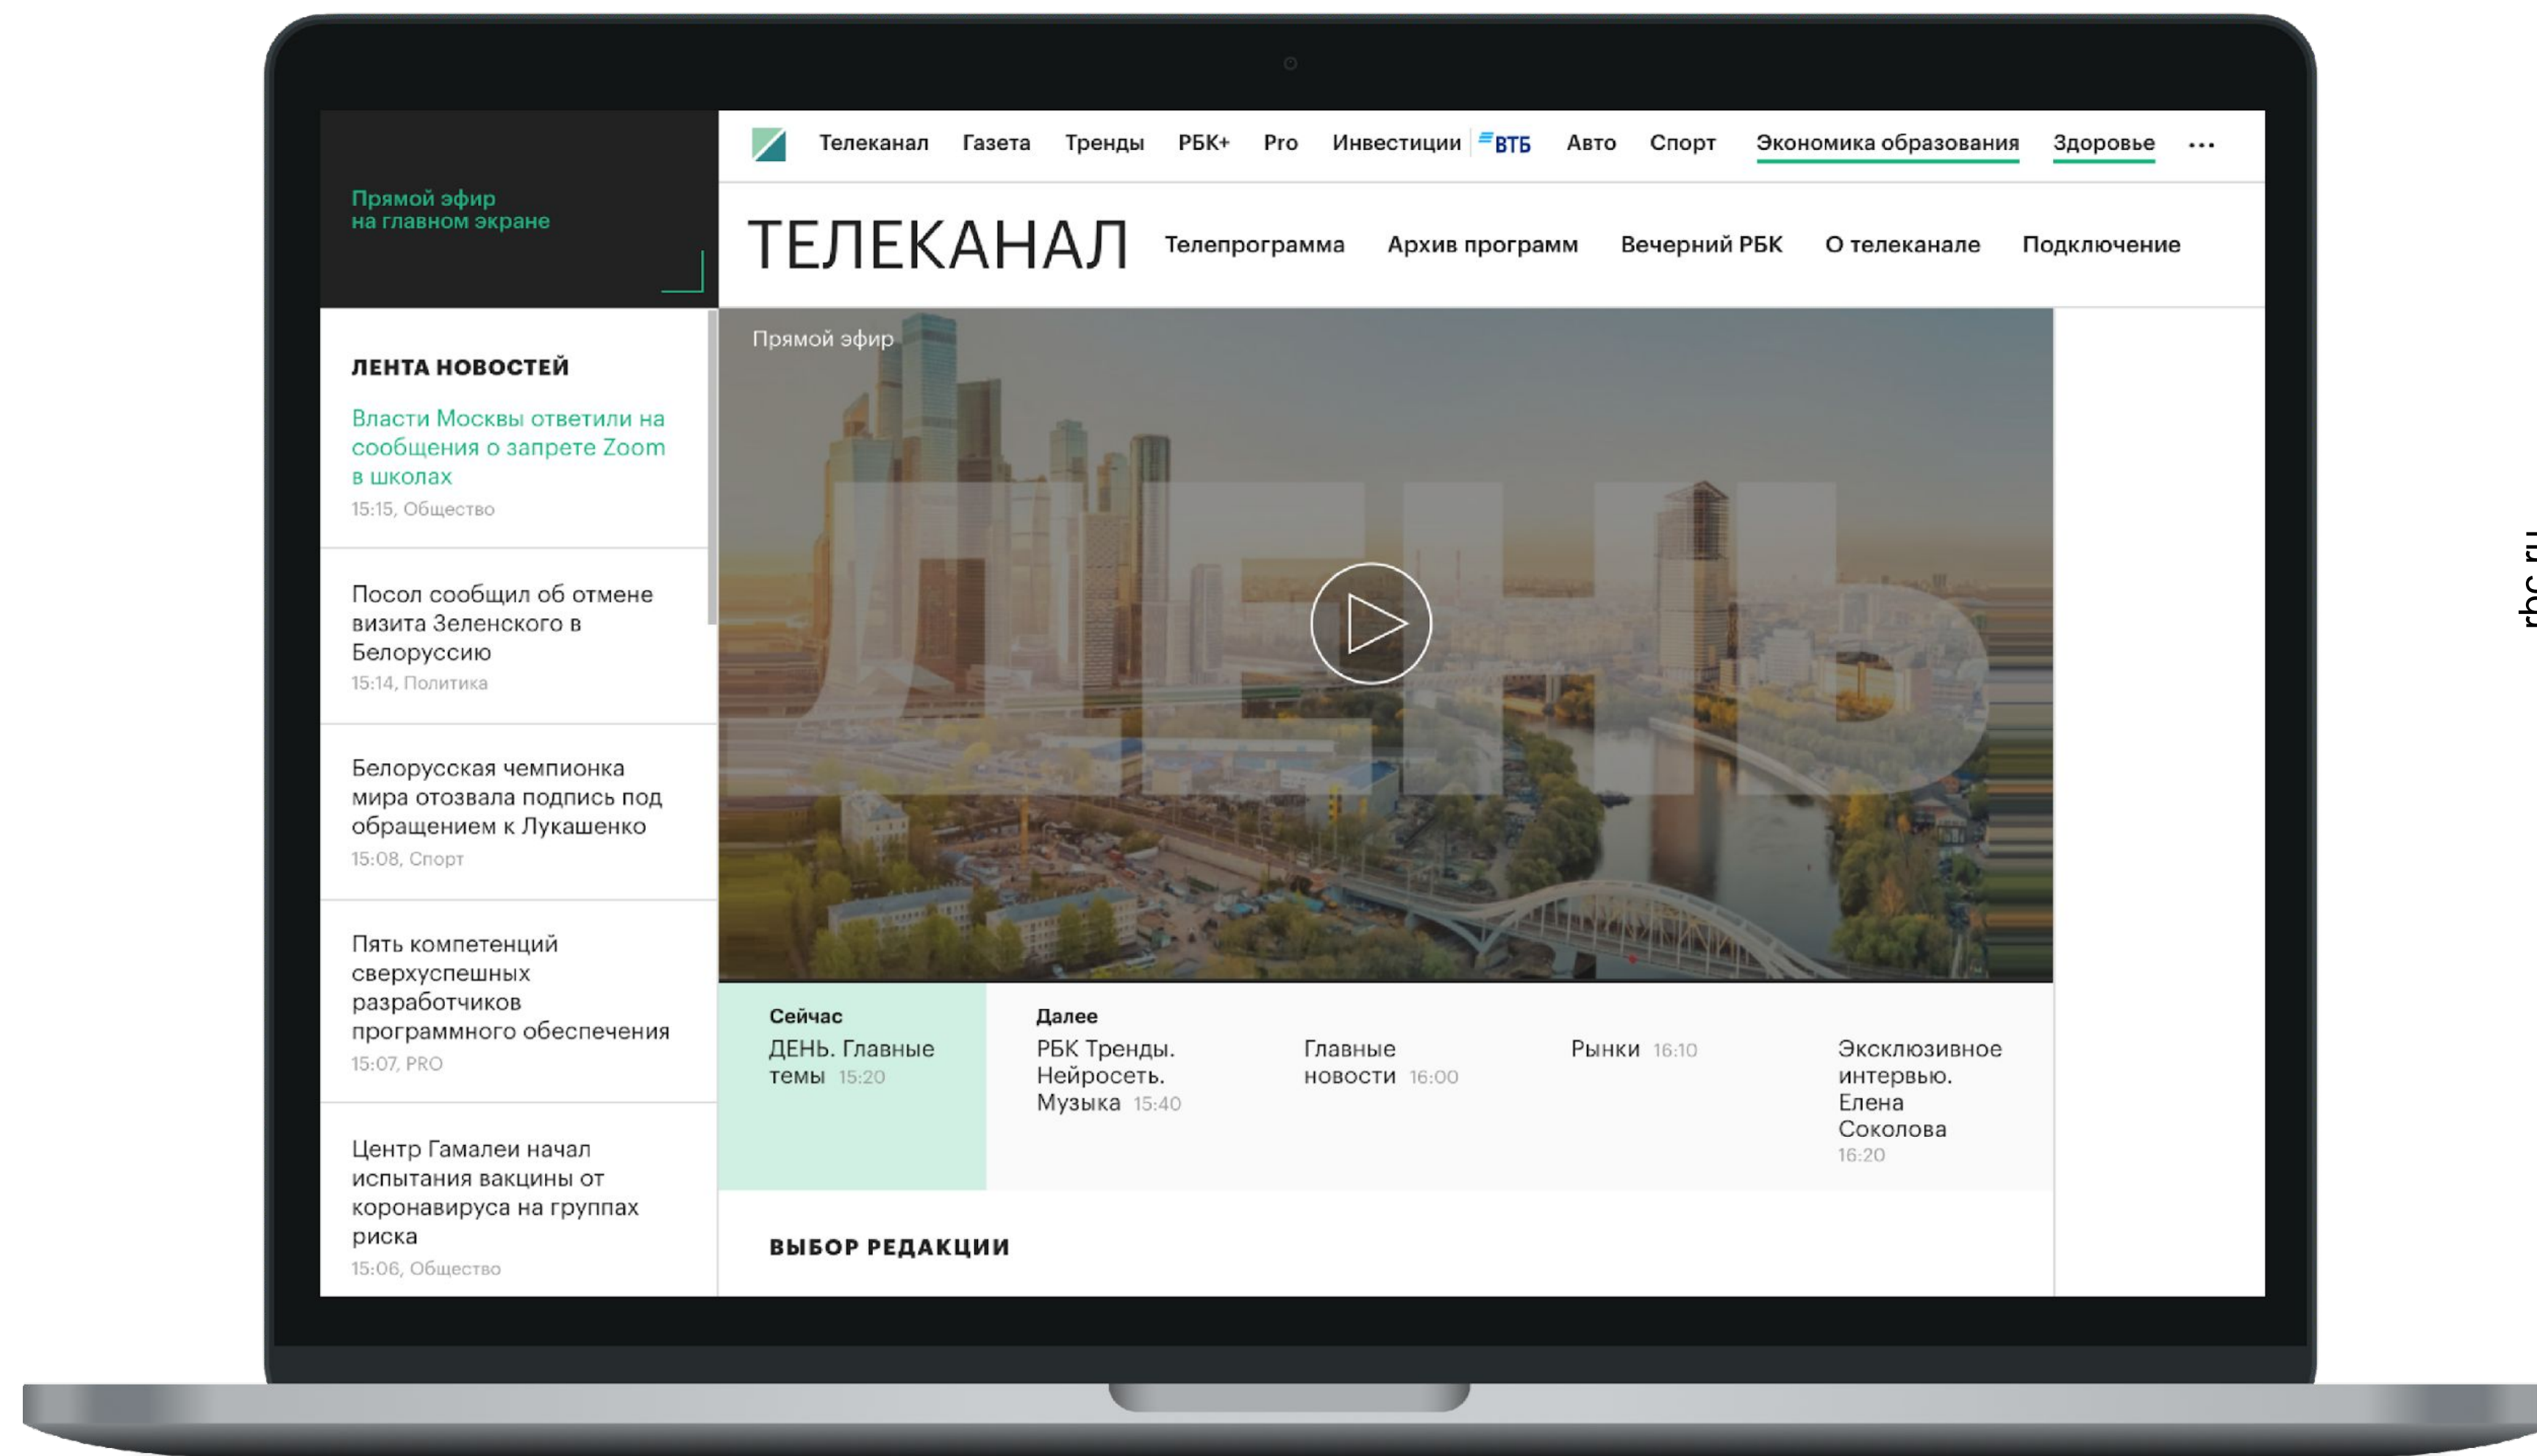 Прямой эфир
на главном экране
Телеканал Газета Тренды РБК+ Pro Инвестиции ВТБ Авто Спорт Экономика образования Здоровье ...
ТЕЛЕКАНАЛ Телепрограмма Архив программ Вечерний РБК О телеканале Подключение
ЛЕНТА НОВОСТЕЙ
Власти Москвы ответили на
сообщения о запрете Zoom
в школах
15:15, Общество
Посол сообщил об отмене
визита Зеленского в
Белоруссию
15:14, Политика
Белорусская чемпионка
мира отозвала подпись под
обращением к Лукашенко
15:08, Спорт
Пять компетенций
сверхуспешных
разработчиков
программного обеспечения
15:07, PRO
Центр Гамалеи начал
испытания вакцины от
коронавируса на группах
риска
15:06, Общество
Прямой эфир
ДЕНЬ
Сейчас
ДЕНЬ. Главные
темы 15:20
Далее
РБК Тренды.
Нейросеть.
Музыка 15:40
Главные
новости 16:00
Рынки 16:10
Эксклюзивное
интервью.
Елена
Соколова
16:20
ВЫБОР РЕДАКЦИИ
rbc.ru